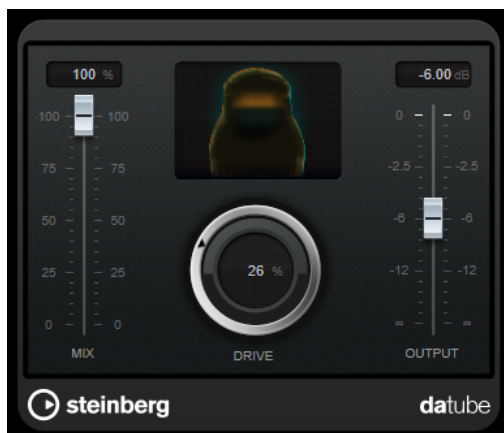 100 %
-6.00 dB
100 100 0 0
75 75 -2.5 -2.5
50 50 -6 -6
26 %
25 25 -12 -12
0 0 ∞ ∞
MIX DRIVE OUTPUT
steinberg datube